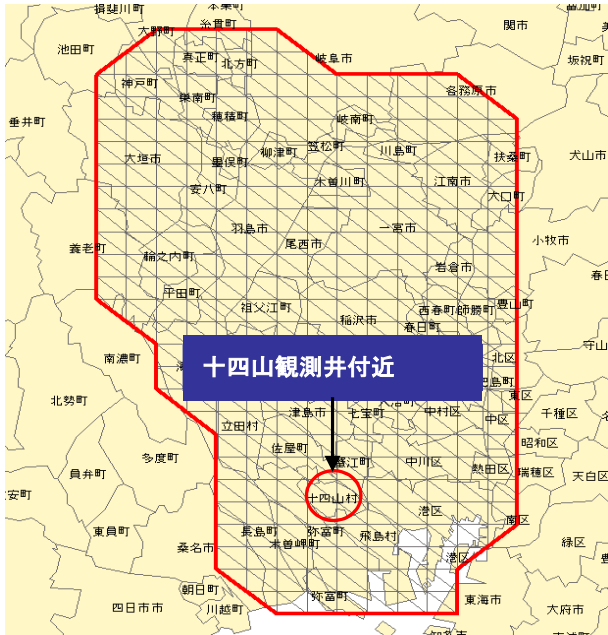 揖斐川町
本巣町
糸貫町
大野町
関市
池田町
真正町
北方町
岐阜市
坂祝町
神戸町
各務原市
巣南町
穂積町
岐南町
垂井町
大垣市
墨俣町
柳津町
笠松町
川島町
扶桑町
犬山市
安八町
木曽川町
江南市
大口町
羽島市
尾西市
一宮市
小牧市
養老町
輪之内町
岩倉市
平田町
祖父江町
西春町
師勝町
豊山町
稲沢市
春日町
守山
南濃町
十四山観測井付近
北区
東区
北勢町
津島市
七宝町
中村区
中区
千種区
立田村
昭和区
多度町
佐屋町
蟹江町
中川区
熱田区
瑞穂区
天白区
員弁町
十四山村
港区
南区
東員町
長島町
弥富町
飛島村
木曽岬町
緑区
桑名市
港区
朝日町
弥富町
東海市
四日市市
川越町
大府市